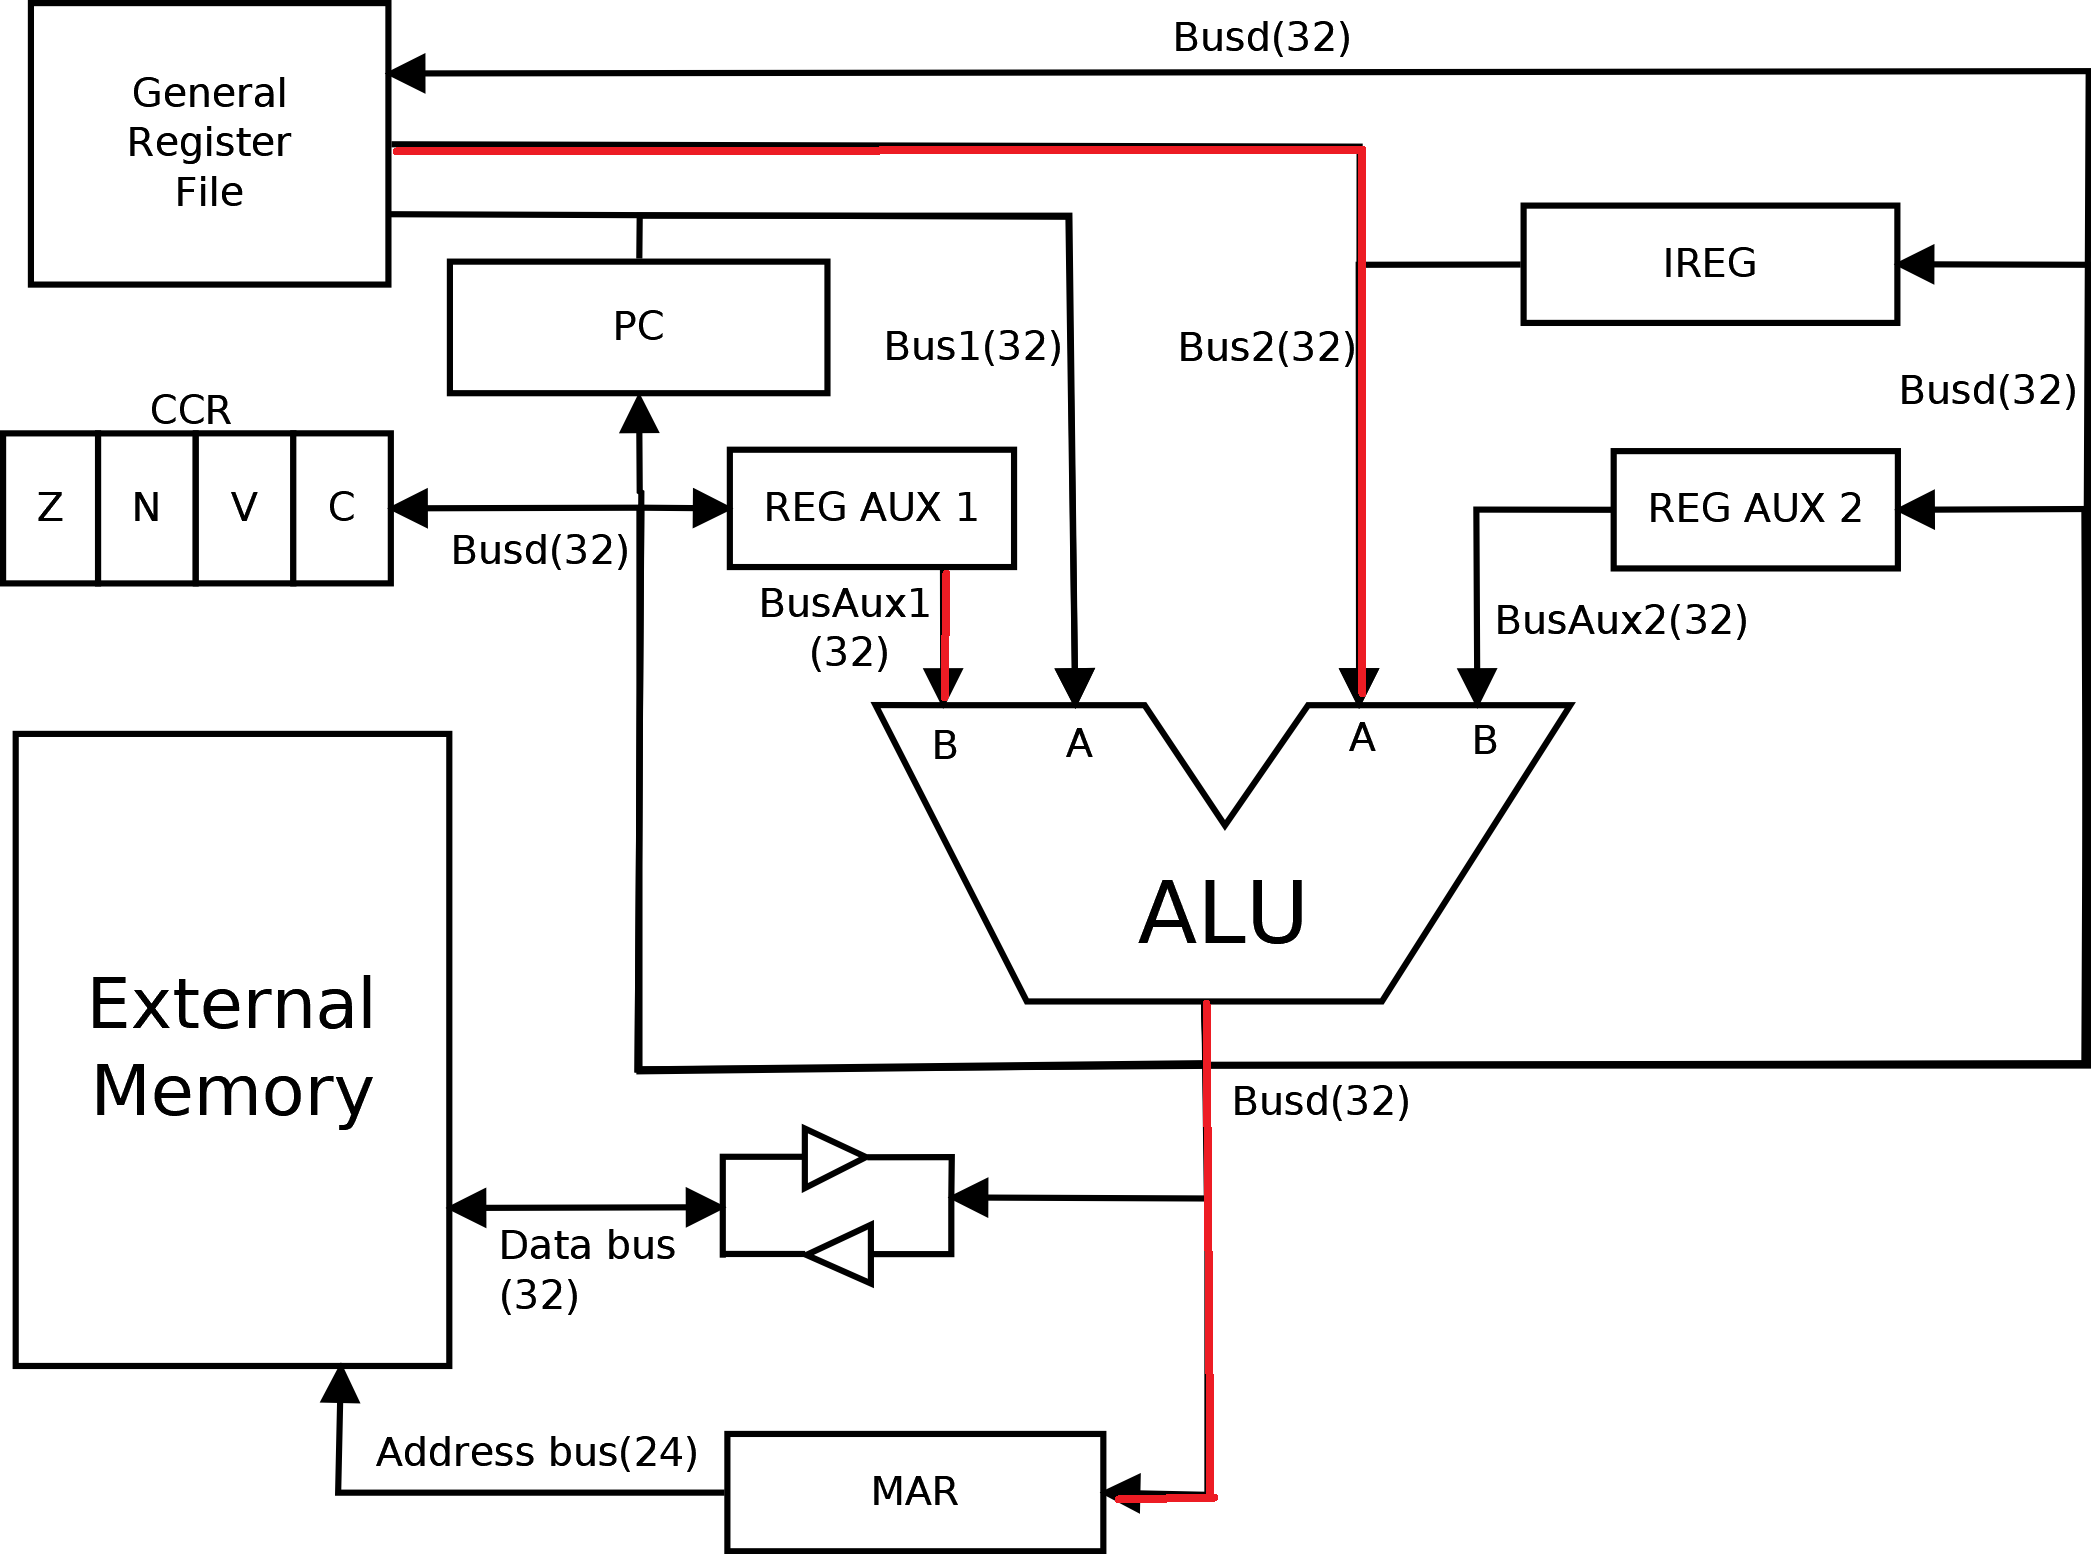 Busd(32)
General
Register
File
IREG
PC
Bus1(32)
Bus2(32)
Busd(32)
CCR
Z N V C
REG AUX 1
REG AUX 2
Busd(32)
BusAux1
(32)
BusAux2(32)
B A A B
ALU
External
Memory
Busd(32)
Data bus
(32)
Address bus(24)
MAR